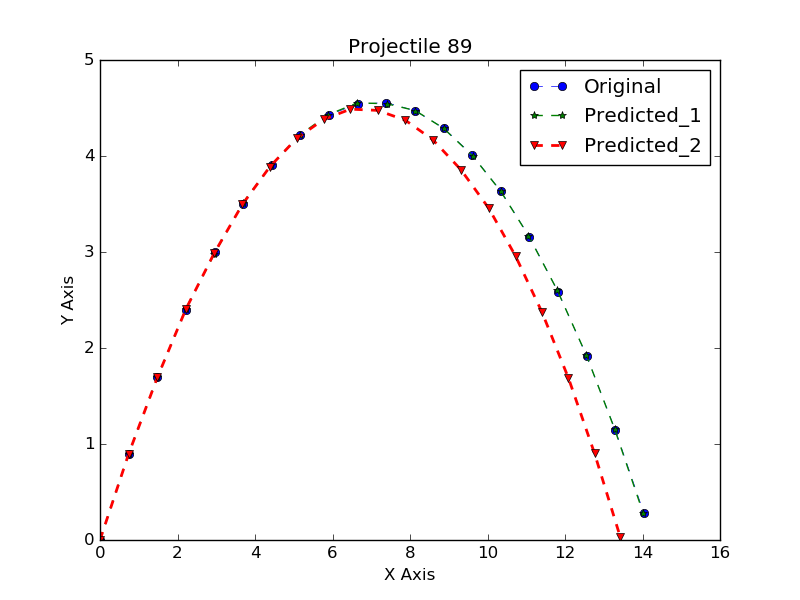 Projectile 89
Original
Predicted_1
Predicted_2
5
4
3
2
1
0
Y Axis
0 2 4 6 8 10 12 14 16
X Axis